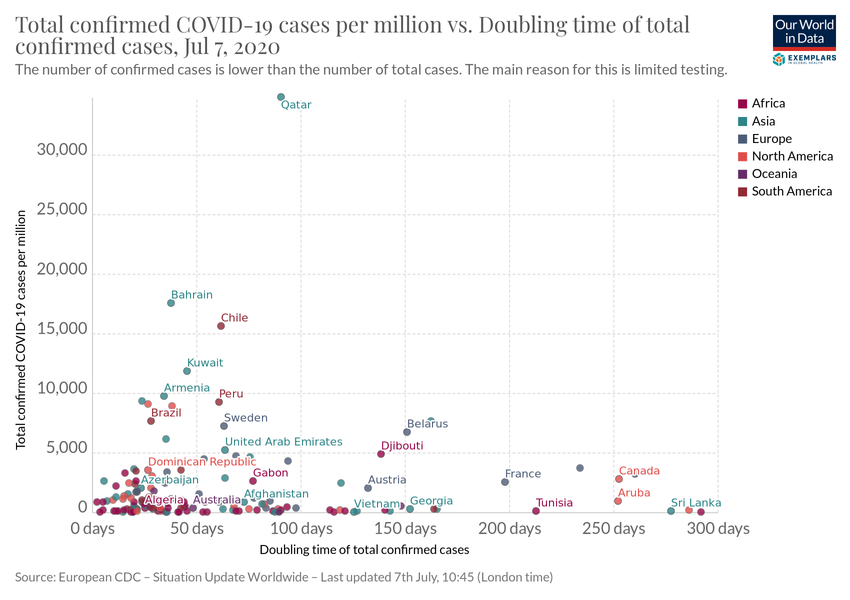 Total confirmed COVID-19 cases per million vs. Doubling time of total
confirmed cases, Jul 7, 2020
The number of confirmed cases is lower than the number of total cases. The main reason for this is limited testing.
Our World
in Data
EXEMPLARS
IN GLOBAL HEALTH
Africa
Asia
Europe
North America
Oceania
South America
Total confirmed COVID-19 cases per million
30,000
25,000
20,000
15,000
10,000
5,000
0
Qatar
Bahrain
Chile
Kuwait
Armenia
Peru
Brazil
Sweden
Belarus
United Arab Emirates
Djibouti
Dominican Republic
Gabon
Canada
France
Azerbaijan
Austria
Afghanistan
Aruba
Algeria
Australia
Vietnam
Georgia
Tunisia
Sri Lanka
0 days
50 days
100 days
150 days
200 days
250 days
300 days
Doubling time of total confirmed cases
Source: European CDC – Situation Update Worldwide – Last updated 7th July, 10:45 (London time)